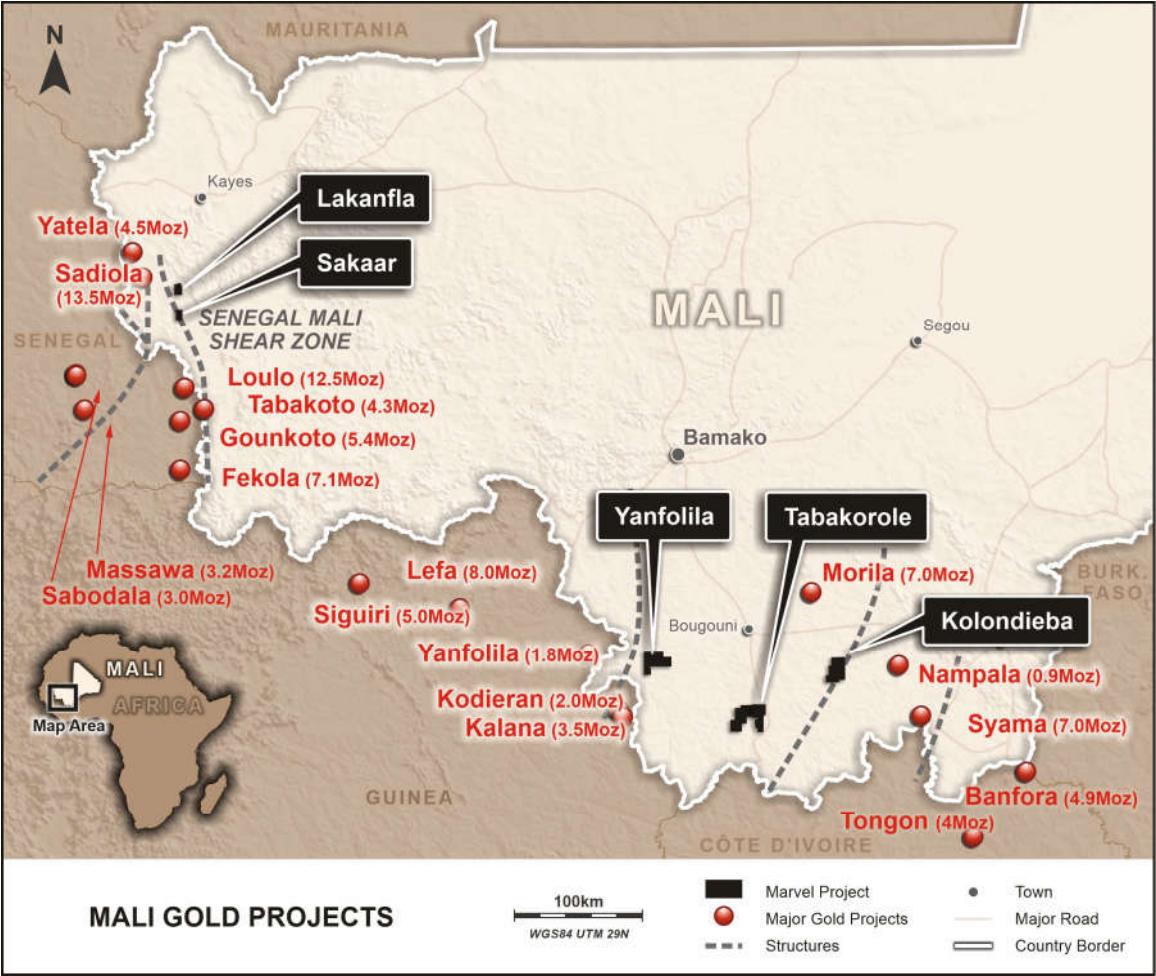 MAURITANIA
N
Kayes
Lakanfla
Yatela (4.5Moz)
Sakaar
Sadiola
(13.5Moz)
MALI
SENEGAL MALI
SHEAR ZONE
Segou
SENEGAL
Loulo (12.5Moz)
Tabakoto (4.3Moz)
Gounkoto (5.4Moz)
Bamako
Fekola (7.1Moz)
Yanfolila
Tabakorole
Massawa (3.2Moz)
Sabodala (3.0Moz)
Lefa (8.0Moz)
Siguiri (5.0Moz)
Morila (7.0Moz)
BURK.
FASO
Bougouni
Kolondieba
Yanfolila (1.8Moz)
Nampala (0.9Moz)
Kodieran (2.0Moz)
Kalana (3.5Moz)
Syama (7.0Moz)
MALI
AFRICA
Map Area
GUINEA
Banfora (4.9Moz)
Tongon (4Moz)
CÔTE D'IVOIRE
MALI GOLD PROJECTS
100km
WGS84 UTM 29N
Marvel Project
Major Gold Projects
Structures
Town
Major Road
Country Border